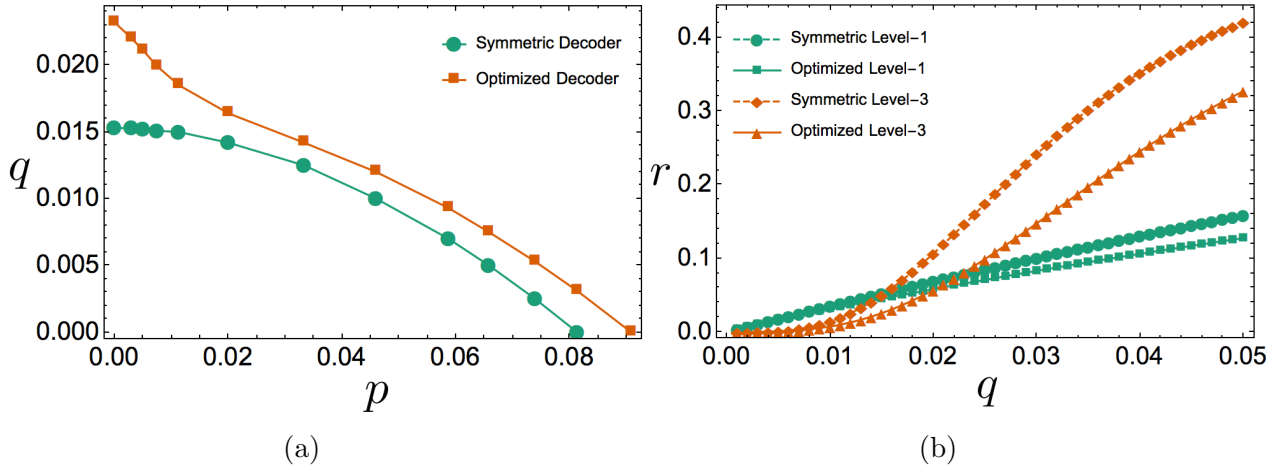 Symmetric Decoder
Optimized Decoder
q
0.020
0.015
0.010
0.005
0.000
0.00 0.02 0.04 0.06 0.08
p
(a)
Symmetric Level-1
Optimized Level-1
Symmetric Level-3
Optimized Level-3
r
0.4
0.3
0.2
0.1
0.0
0.00 0.01 0.02 0.03 0.04 0.05
q
(b)